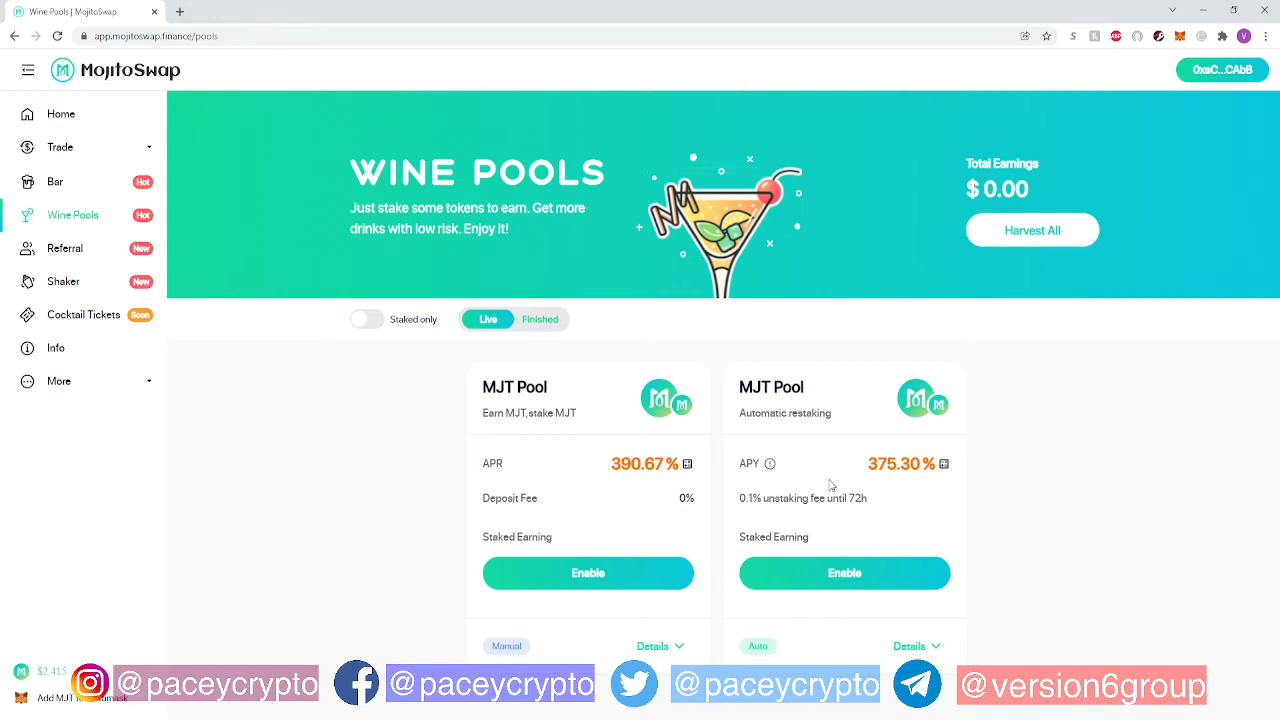 Wine Pools | MojitoSwap
app.mojitoswap.finance/pools
MojitoSwap
0xaC...CAbB
Home
Trade
Bar Hot
Wine Pools Hot
Referral New
Shaker New
Cocktail Tickets Soon
Info
More
WINE POOLS
Just stake some tokens to earn. Get more
drinks with low risk. Enjoy it!
Total Earnings
$ 0.00
Harvest All
Staked only
Live Finished
MJT Pool
Earn MJT, stake MJT
APR 390.67%
Deposit Fee 0%
Staked Earning
Enable
Manual Details
MJT Pool
Automatic restaking
APY 375.30%
0.1% unstaking fee until 72h
Staked Earning
Enable
Auto Details
$2.415
Add MJT
@paceycrypto @paceycrypto @paceycrypto @version6group